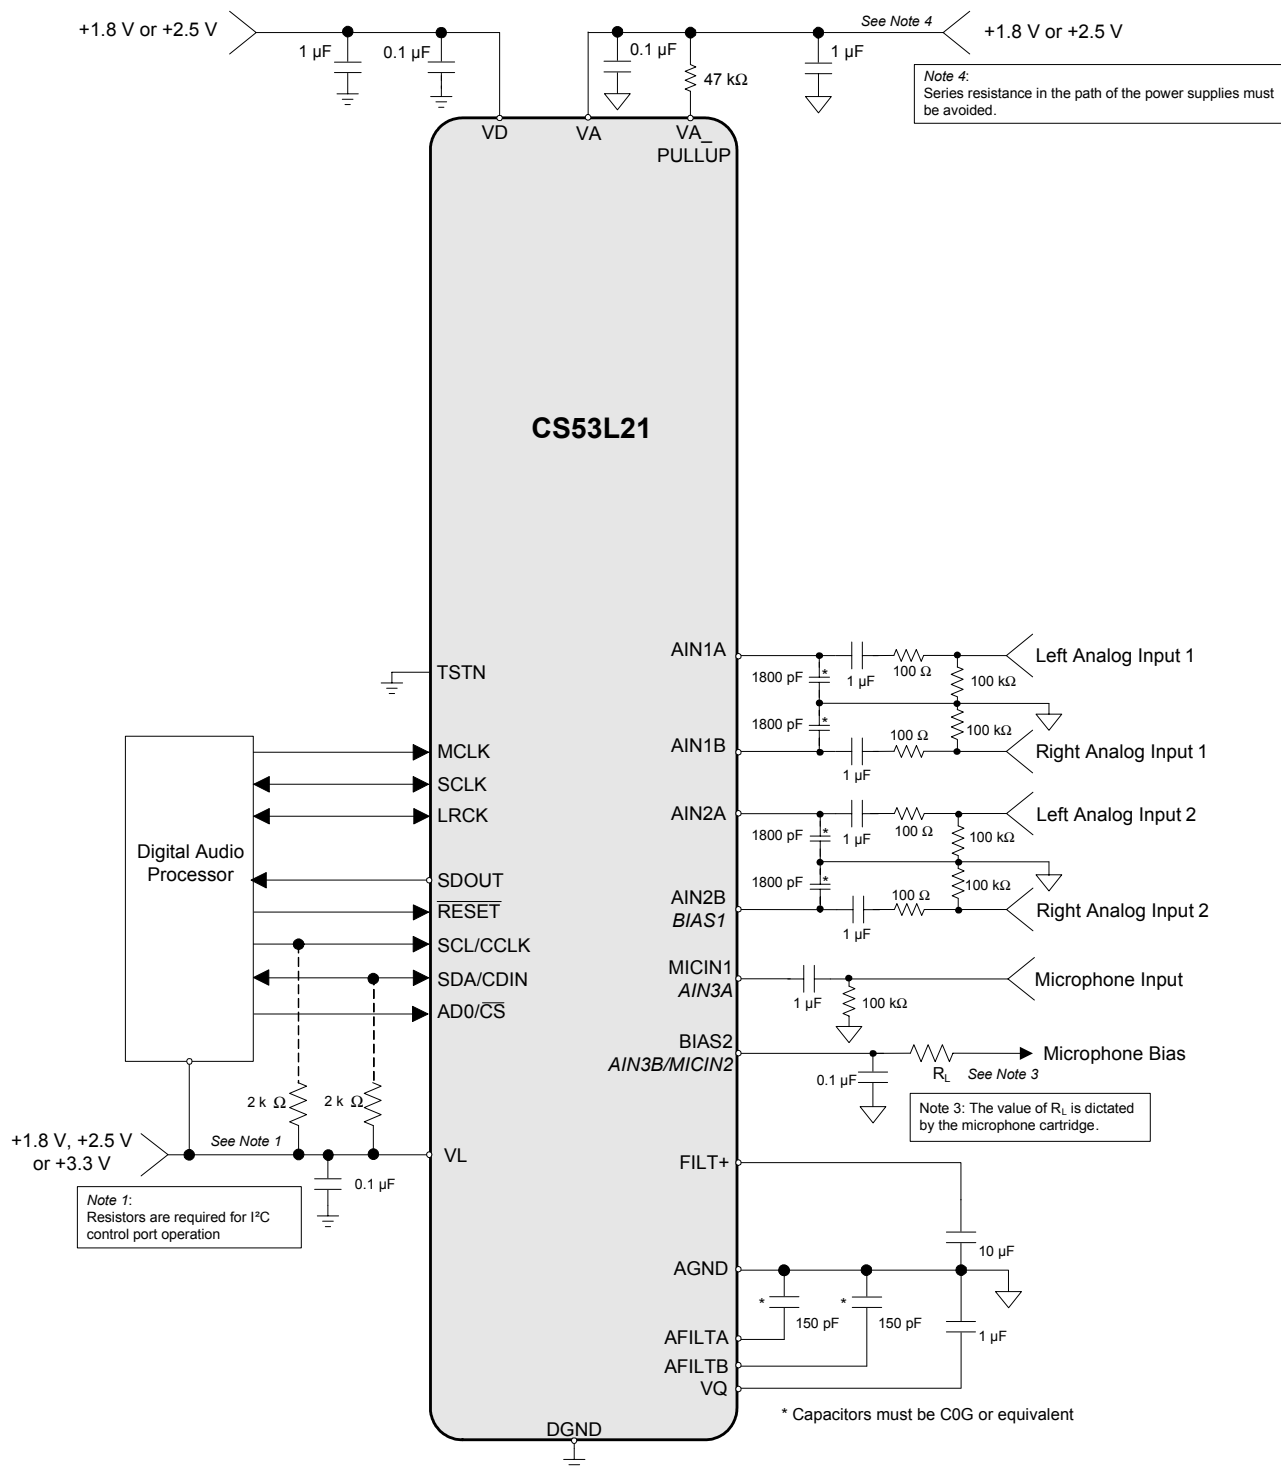 +1.8 V or +2.5 V
1 µF
0.1 µF
0.1 µF
47 kΩ
1 µF
See Note 4
+1.8 V or +2.5 V
Note 4:
Series resistance in the path of the power supplies must
be avoided.
VD
VA
VA_
PULLUP
CS53L21
TSTN
MCLK
SCLK
LRCK
SDOUT
RESET
SCL/CCLK
SDA/CDIN
AD0/CS
Digital Audio
Processor
2 k Ω
2 k Ω
+1.8 V, +2.5 V
or +3.3 V
See Note 1
VL
0.1 µF
Note 1:
Resistors are required for I²C
control port operation
AIN1A
1800 pF
*
1 µF
100 Ω
100 kΩ
Left Analog Input 1
1800 pF
*
AIN1B
1 µF
100 Ω
100 kΩ
Right Analog Input 1
AIN2A
1800 pF
*
1 µF
100 Ω
100 kΩ
Left Analog Input 2
1800 pF
*
AIN2B
BIAS1
1 µF
100 Ω
100 kΩ
Right Analog Input 2
MICIN1
AIN3A
1 µF
100 kΩ
Microphone Input
BIAS2
AIN3B/MICIN2
0.1 µF
RL
See Note 3
Microphone Bias
Note 3: The value of RL is dictated
by the microphone cartridge.
FILT+
10 µF
AGND
*
150 pF
*
150 pF
1 µF
AFILTA
AFILTB
VQ
* Capacitors must be C0G or equivalent
DGND